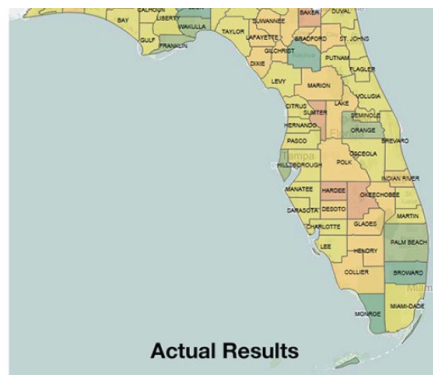 CALHOUN
LIBERTY
BAY
WAKULLA
GULF
FRANKLIN
TAYLOR
SUWANNEE
LAFAYETTE
DIXIE
GILCHRIST
BAKER
DUVAL
BRADFORD
ST. JOHNS
PUTNAM
FLAGLER
LEVY
MARION
VOLUSIA
CITRUS
LAKE
SUMTER
SEMINOLE
HERNANDO
ORANGE
PASCO
BREVARD
OSCEOLA
Tampa
HILLSBOROUGH
POLK
INDIAN RIVER
MANATEE
HARDEE
OKEECHOBEE
SARASOTA
DESOTO
MARTIN
CHARLOTTE
GLADES
LEE
HENDRY
PALM BEACH
COLLIER
BROWARD
MONROE
MIAMI-DADE
Actual Results